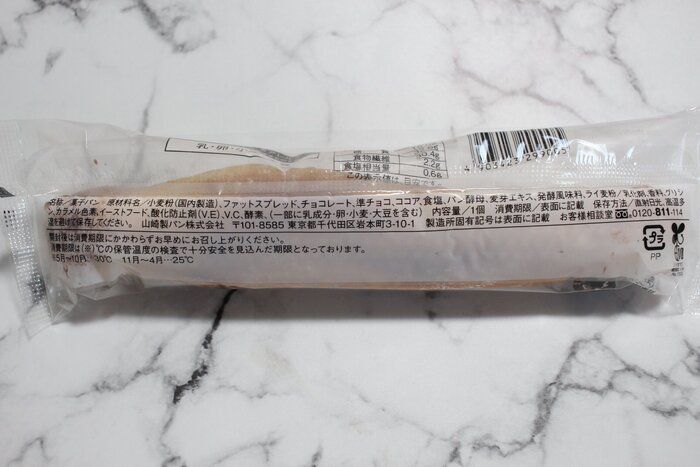 乳・卵・小
食物繊維 2.2g
食塩相当量 0.6g
4903423299
名称/菓子パン 原材料名/小麦粉(国内製造)、ファットスプレッド、チョコレート、準チョコ、ココア、食塩、パン酵母、麦芽エキス、発酵風味料、ライ麦粉/乳化剤、香料、グリシ
ン、カラメル色素、イーストフード、酸化防止剤(V.E)、V.C、酵素、(一部に乳成分・卵・小麦・大豆を含む) 内容量/1個 消費期限/表面に記載 保存方法/直射日光、高温多
湿を避けて保存してください。 山崎製パン株式会社 〒101-8585 東京都千代田区岩本町3-10-1 製造所固有記号は表面に記載 お客様相談室 0120-811-114
開封後は消費期限にかかわらずお早めにお召し上がりください。
消費期限は(※)℃の保管温度の検査で十分安全を見込んだ期限となっております。
※5月~10月…30℃ 11月~4月…25℃
プラ
PP